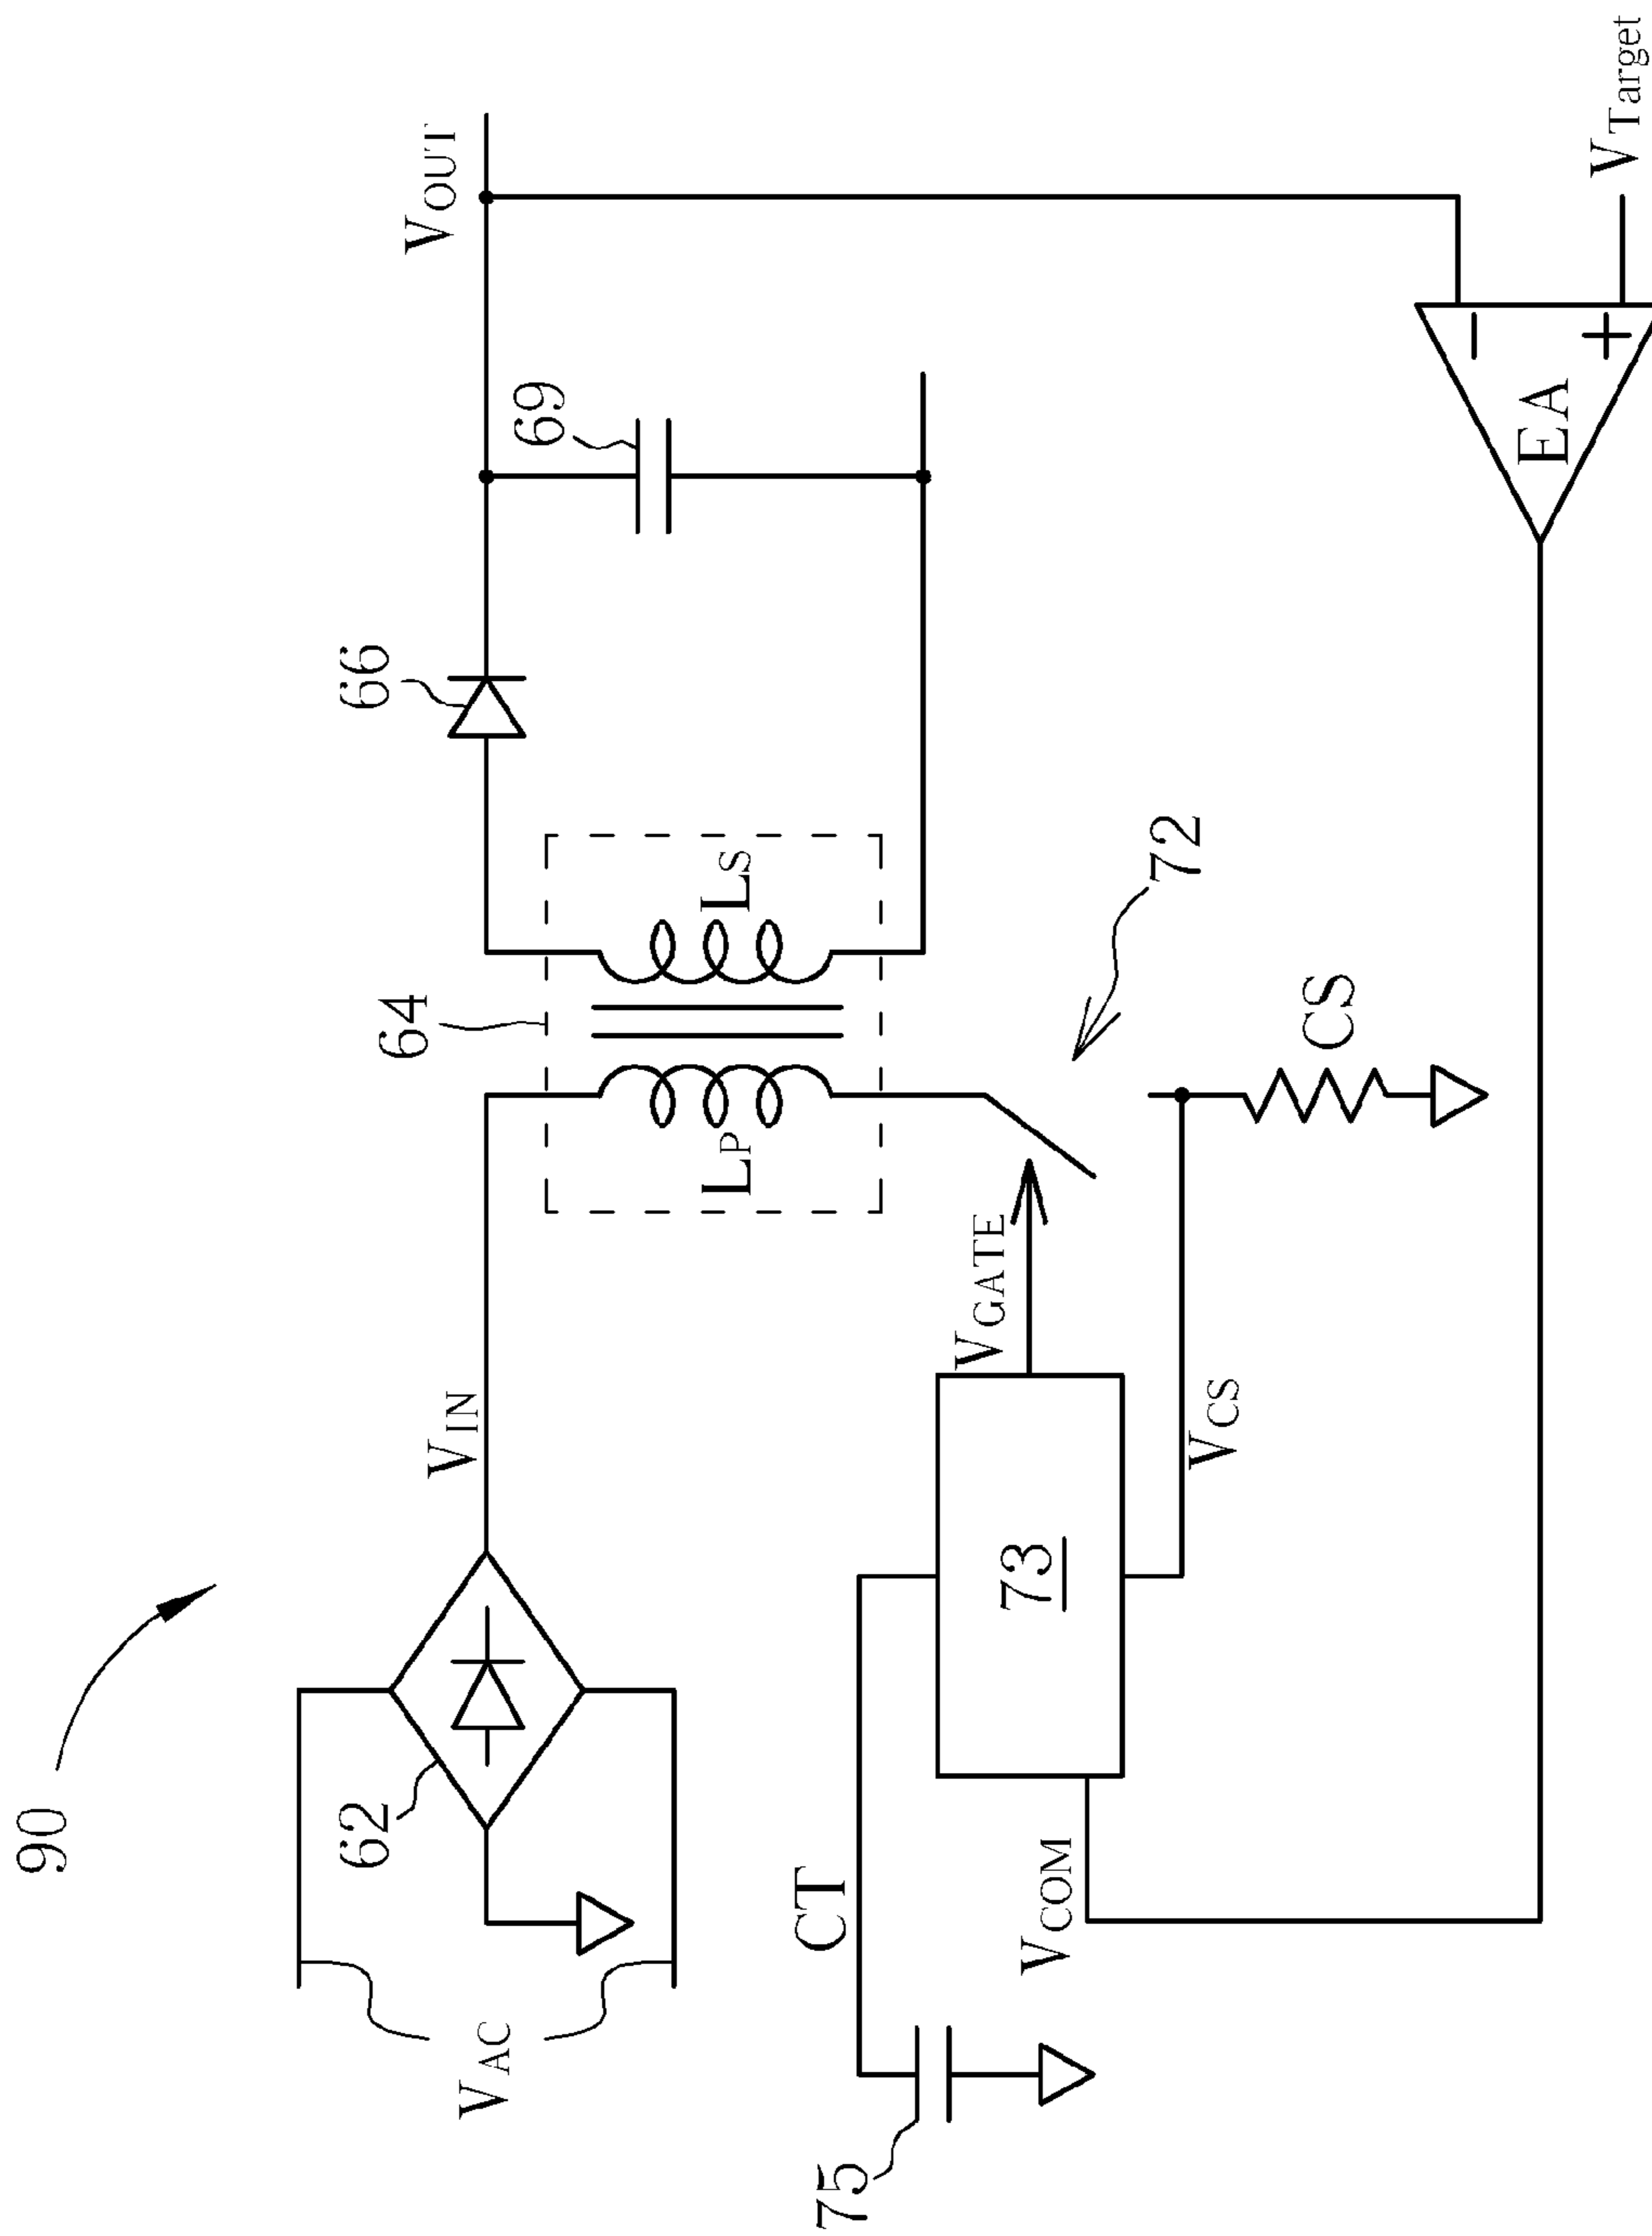 90
VAC
62
VIN
64
LP
LS
66
69
VOUT
75
CT
VCOM
73
VGATE
VCS
72
CS
EA
−
+
VTarget